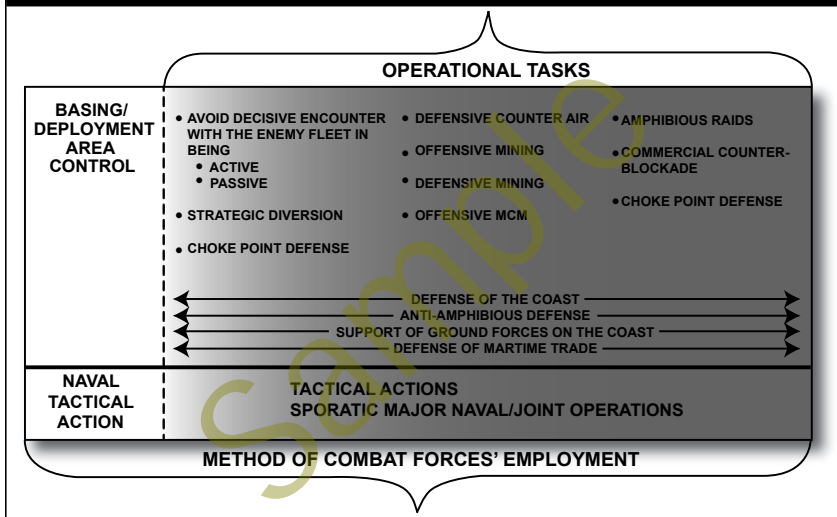 OPERATIONAL TASKS
BASING/
DEPLOYMENT
AREA
CONTROL
• AVOID DECISIVE ENCOUNTER
WITH THE ENEMY FLEET IN
BEING
• ACTIVE
• PASSIVE
• STRATEGIC DIVERSION
• CHOKE POINT DEFENSE
• DEFENSIVE COUNTER AIR
• OFFENSIVE MINING
• DEFENSIVE MINING
• OFFENSIVE MCM
• AMPHIBIOUS RAIDS
• COMMERCIAL COUNTER-
BLOCKADE
• CHOKE POINT DEFENSE
DEFENSE OF THE COAST
ANTI-AMPHIBIOUS DEFENSE
SUPPORT OF GROUND FORCES ON THE COAST
DEFENSE OF MARTIME TRADE
NAVAL
TACTICAL
ACTION
TACTICAL ACTIONS
SPORATIC MAJOR NAVAL/JOINT OPERATIONS
METHOD OF COMBAT FORCES' EMPLOYMENT
Sample